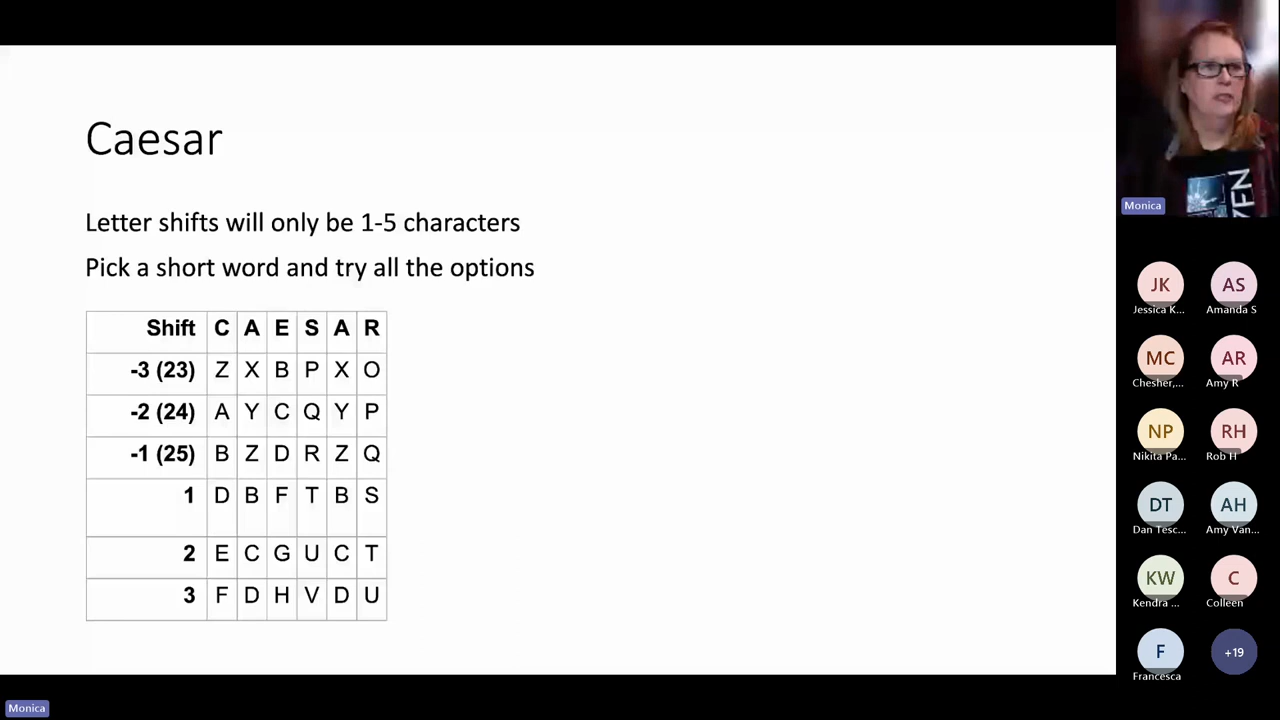 Caesar
Letter shifts will only be 1-5 characters
Pick a short word and try all the options
Shift C A E S A R
-3 (23) Z X B P X O
-2 (24) A Y C Q Y P
-1 (25) B Z D R Z Q
1 D B F T B S
2 E C G U C T
3 F D H V D U
Monica
JK AS
Jessica K... Amanda S
MC AR
Chesher,... Amy R
NP RH
Nikita Pa... Rob H
DT AH
Dan Tesc... Amy Van...
KW C
Kendra ... Colleen
F +19
Francesca
Monica